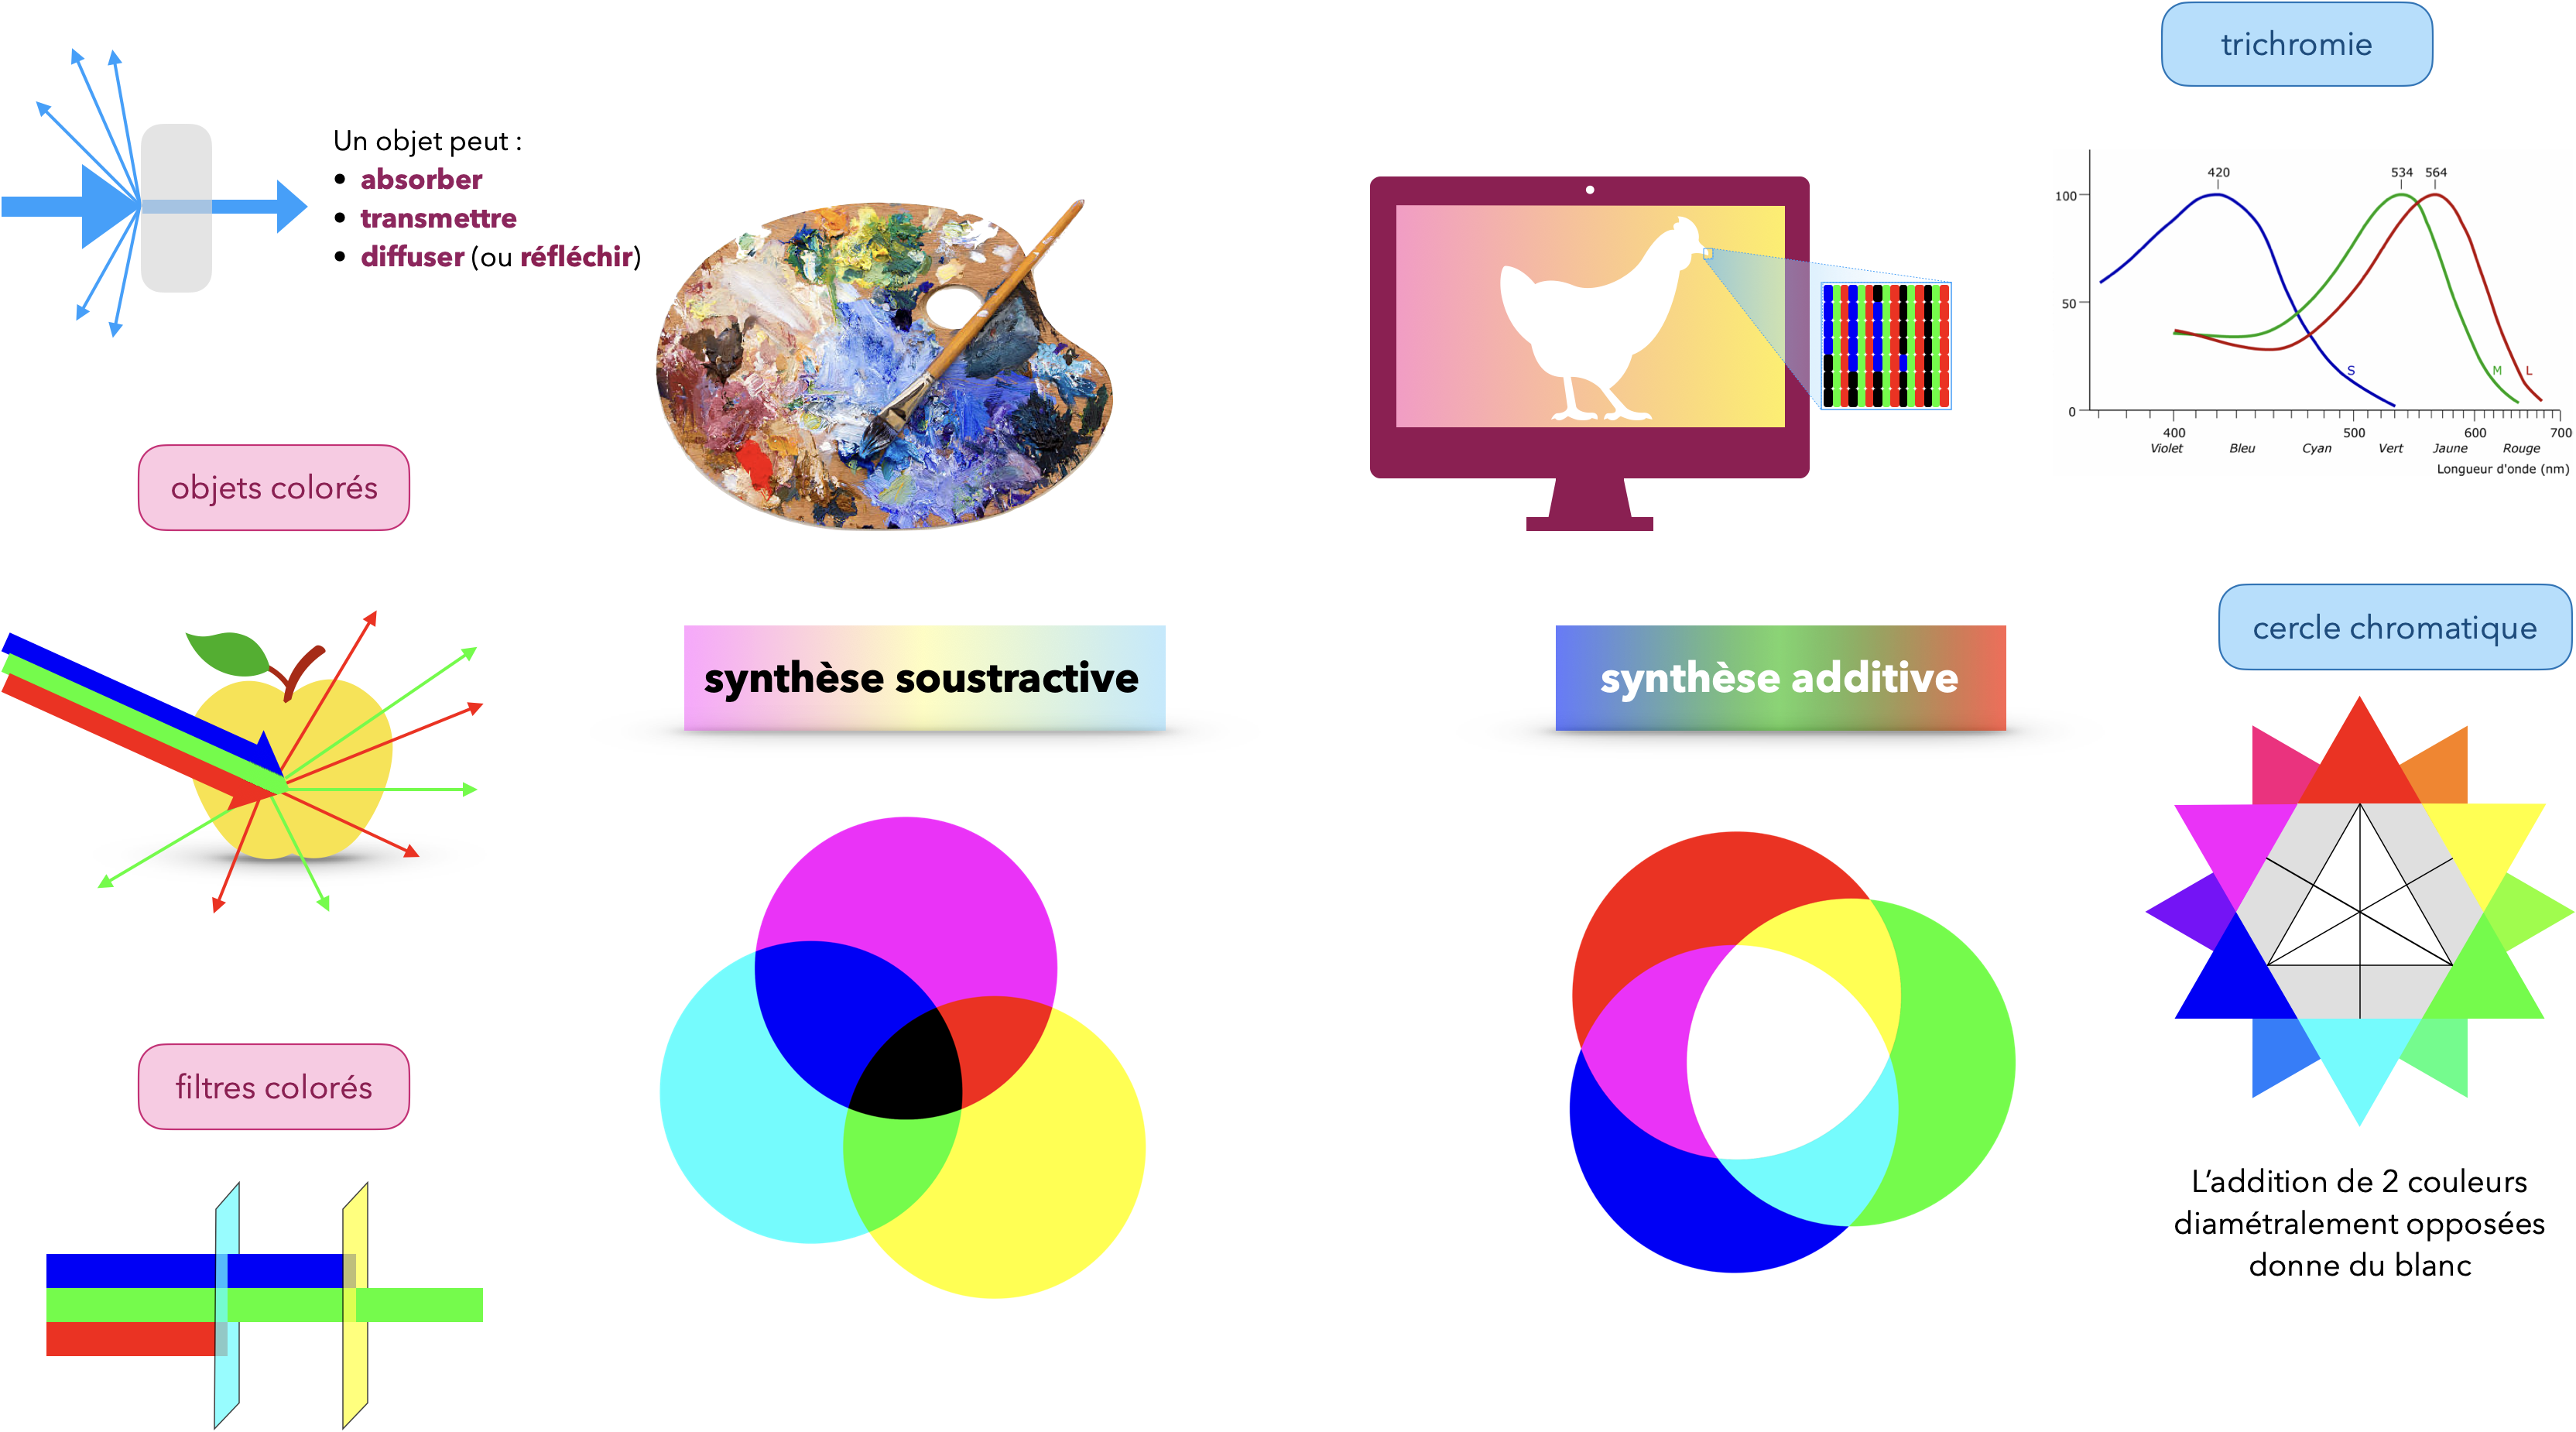 trichromie
Un objet peut :
• absorber
• transmettre
• diffuser (ou réfléchir)
420
534 564
100
50
0
S
M
L
400
500
600
700
Violet
Bleu
Cyan
Vert
Jaune
Rouge
Longueur d'onde (nm)
objets colorés
synthèse soustractive
synthèse additive
cercle chromatique
filtres colorés
L’addition de 2 couleurs
diamétralement opposées
donne du blanc